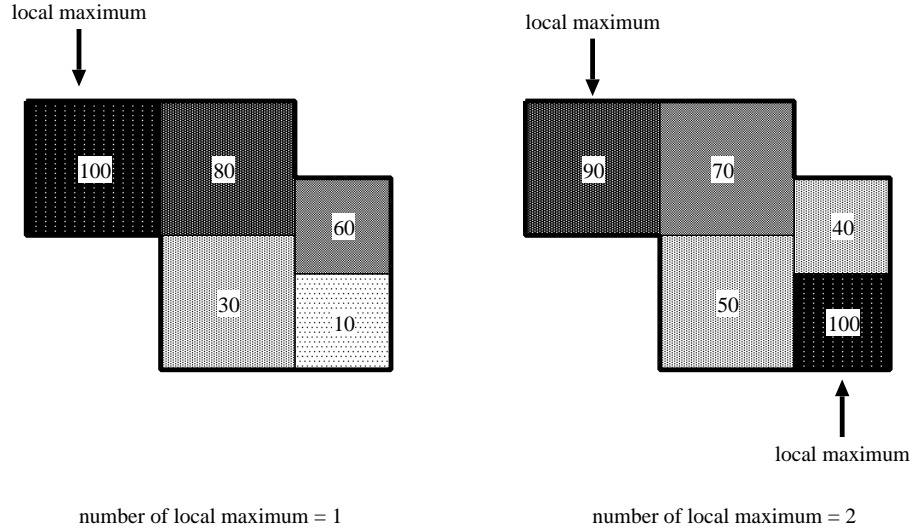 local maximum
100
80
60
30
10
number of local maximum = 1
local maximum
90
70
40
50
100
local maximum
number of local maximum = 2